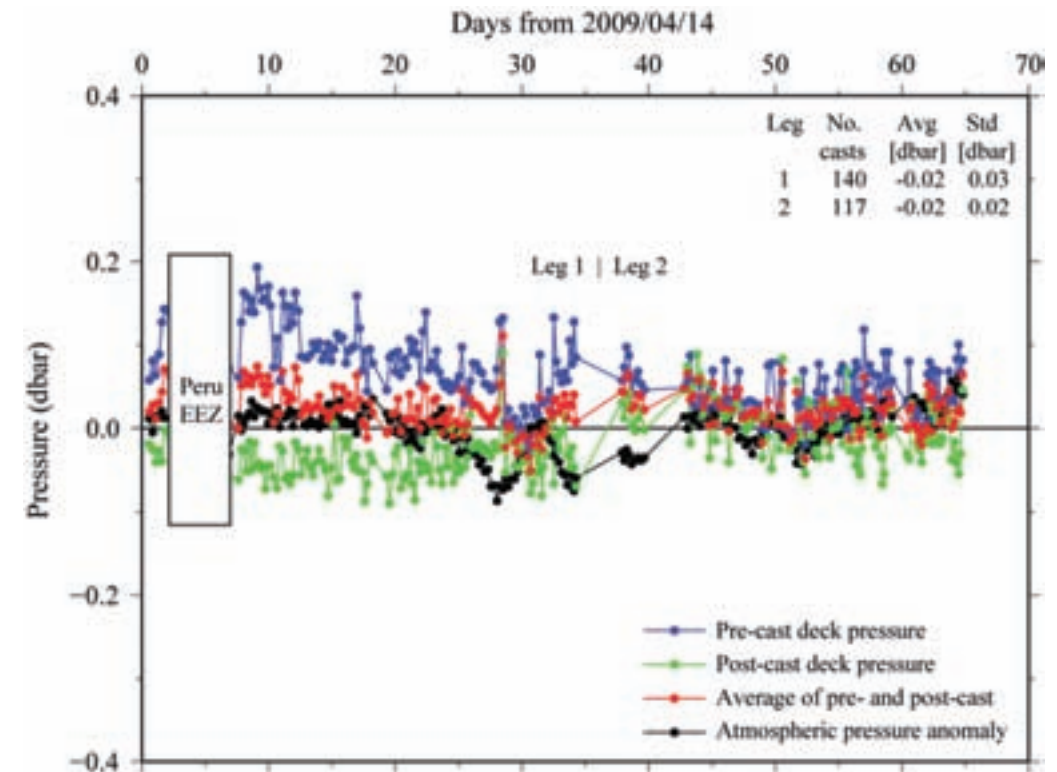 Days from 2009/04/14
0 10 20 30 40 50 60 70
0.4
Leg No. Avg Std
casts [dbar] [dbar]
1 140 -0.02 0.03
2 117 -0.02 0.02
0.2
Leg 1 | Leg 2
Peru
EEZ
0.0
Pressure (dbar)
−0.2
Pre-cast deck pressure
Post-cast deck pressure
Average of pre- and post-cast
Atmospheric pressure anomaly
−0.4